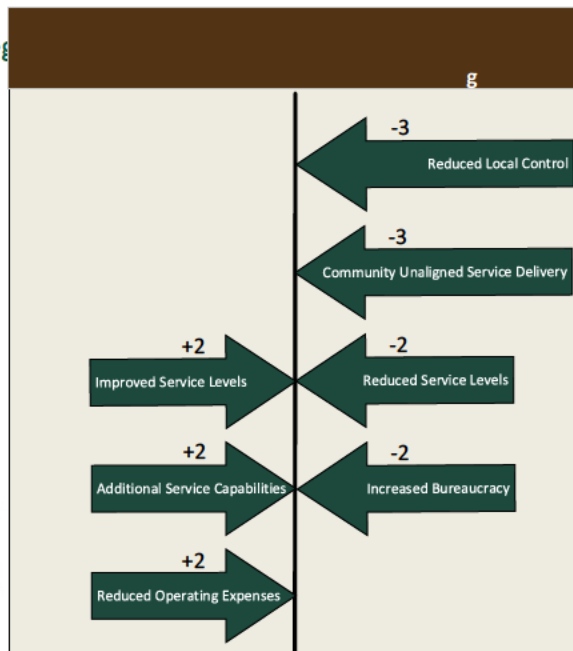 g
-3
Reduced Local Control
-3
Community Unaligned Service Delivery
+2
Improved Service Levels
-2
Reduced Service Levels
+2
Additional Service Capabilities
-2
Increased Bureaucracy
+2
Reduced Operating Expenses